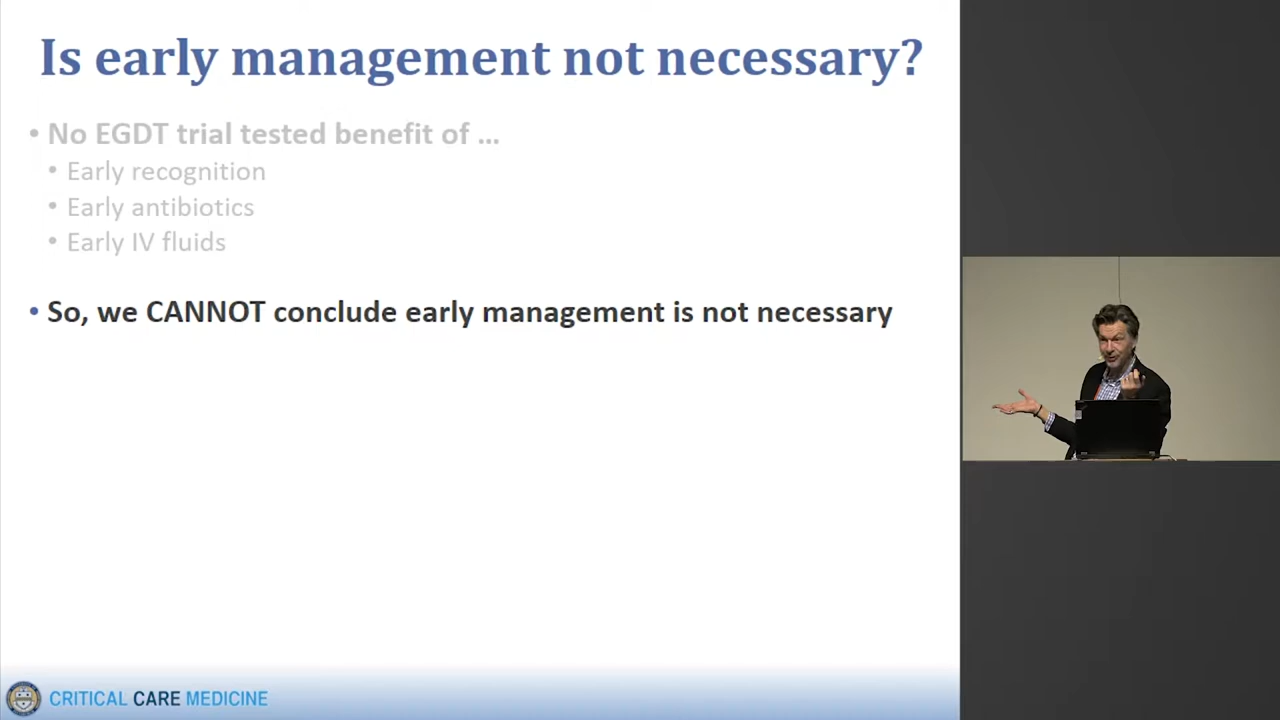 Is early management not necessary?
• No EGDT trial tested benefit of ...
• Early recognition
• Early antibiotics
• Early IV fluids
• So, we CANNOT conclude early management is not necessary
CRITICAL CARE MEDICINE